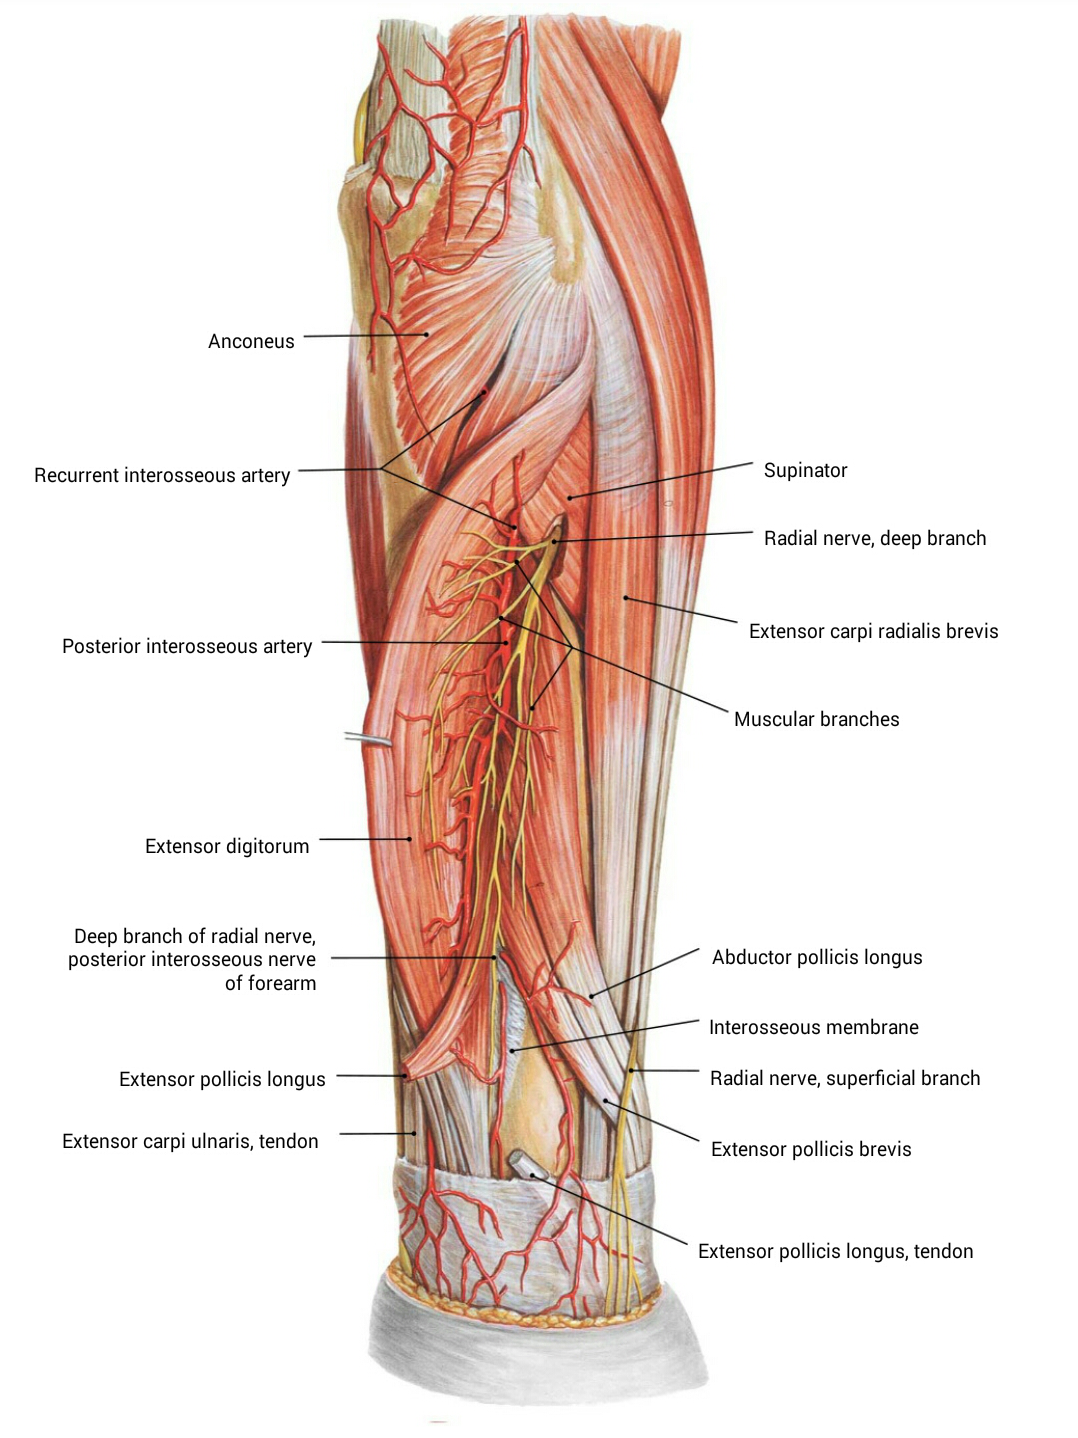 Anconeus
Recurrent interosseous artery
Supinator
Radial nerve, deep branch
Extensor carpi radialis brevis
Posterior interosseous artery
Muscular branches
Extensor digitorum
Deep branch of radial nerve,
posterior interosseous nerve
of forearm
Abductor pollicis longus
Interosseous membrane
Extensor pollicis longus
Radial nerve, superficial branch
Extensor carpi ulnaris, tendon
Extensor pollicis brevis
Extensor pollicis longus, tendon